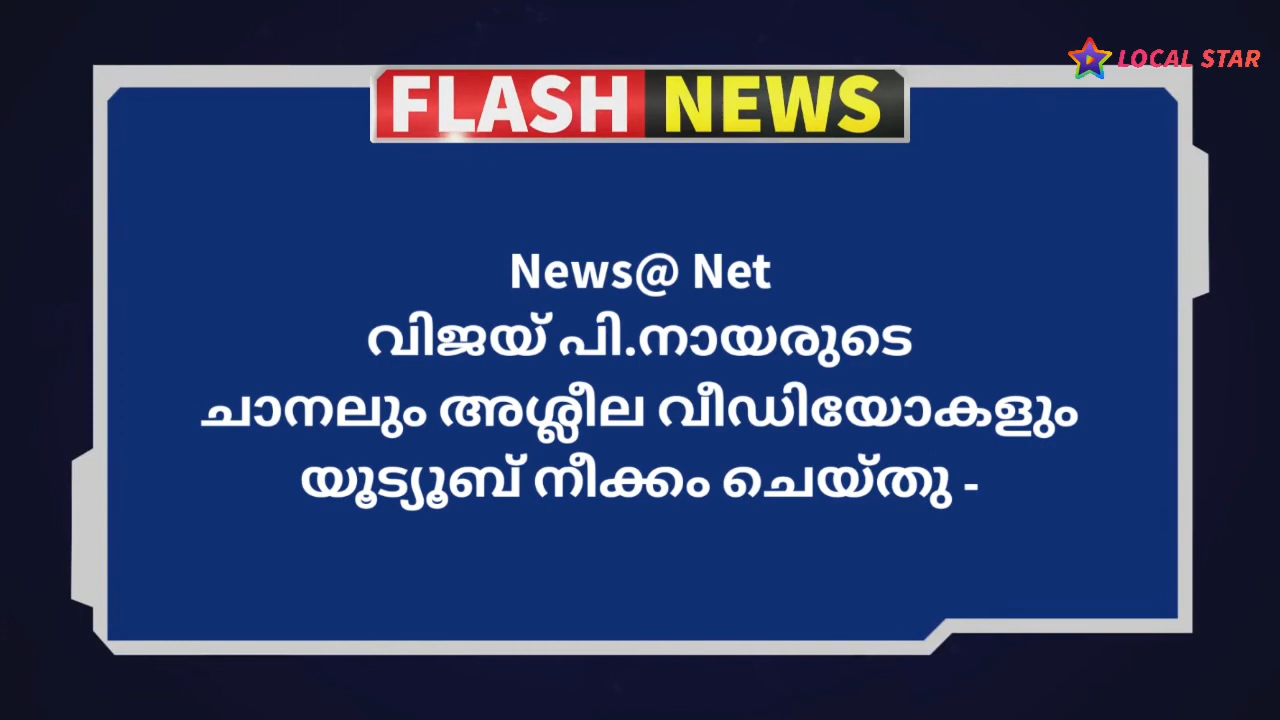 LOCAL STAR
FLASH NEWS
News@ Net
വിജയ് പി.നായരുടെ
ചാനലും അശ്ലീല വീഡിയോകളും
യൂട്യൂബ് നീക്കം ചെയ്തു -